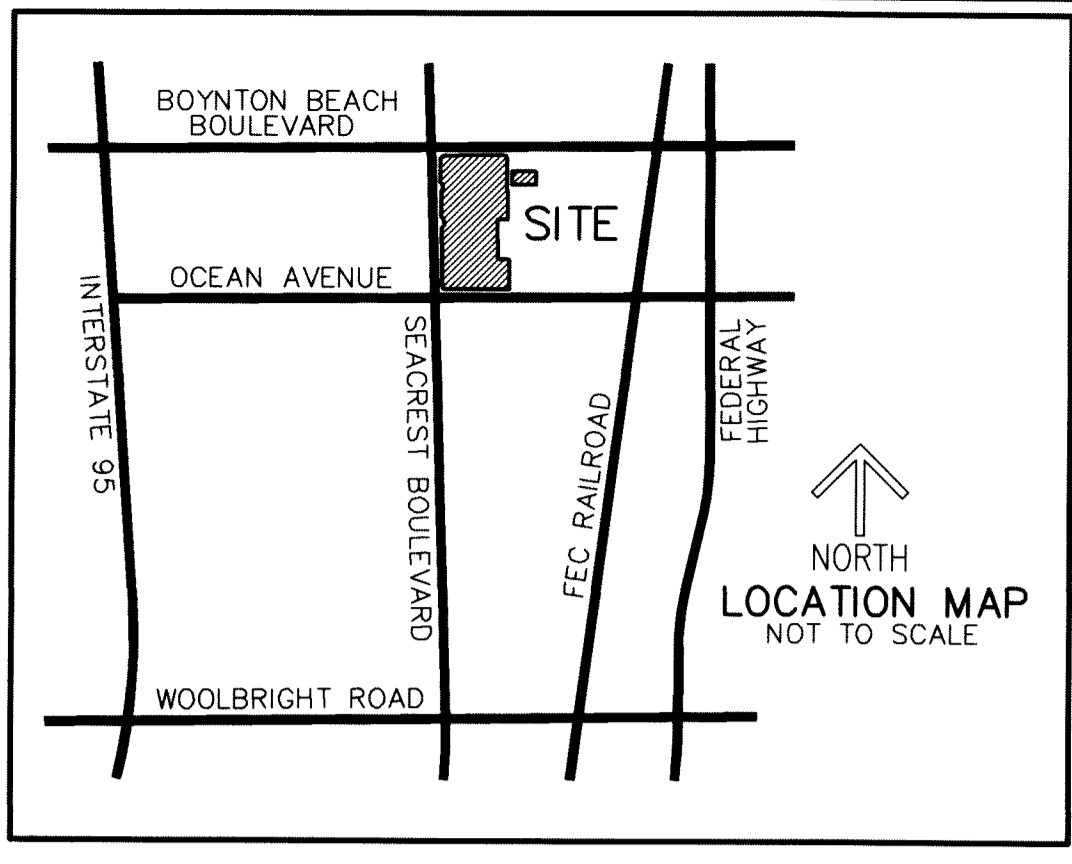 BOYNTON BEACH
BOULEVARD
SITE
OCEAN AVENUE
INTERSTATE 95
SEACREST BOULEVARD
FEC RAILROAD
FEDERAL
HIGHWAY
NORTH
LOCATION MAP
NOT TO SCALE
WOOLBRIGHT ROAD